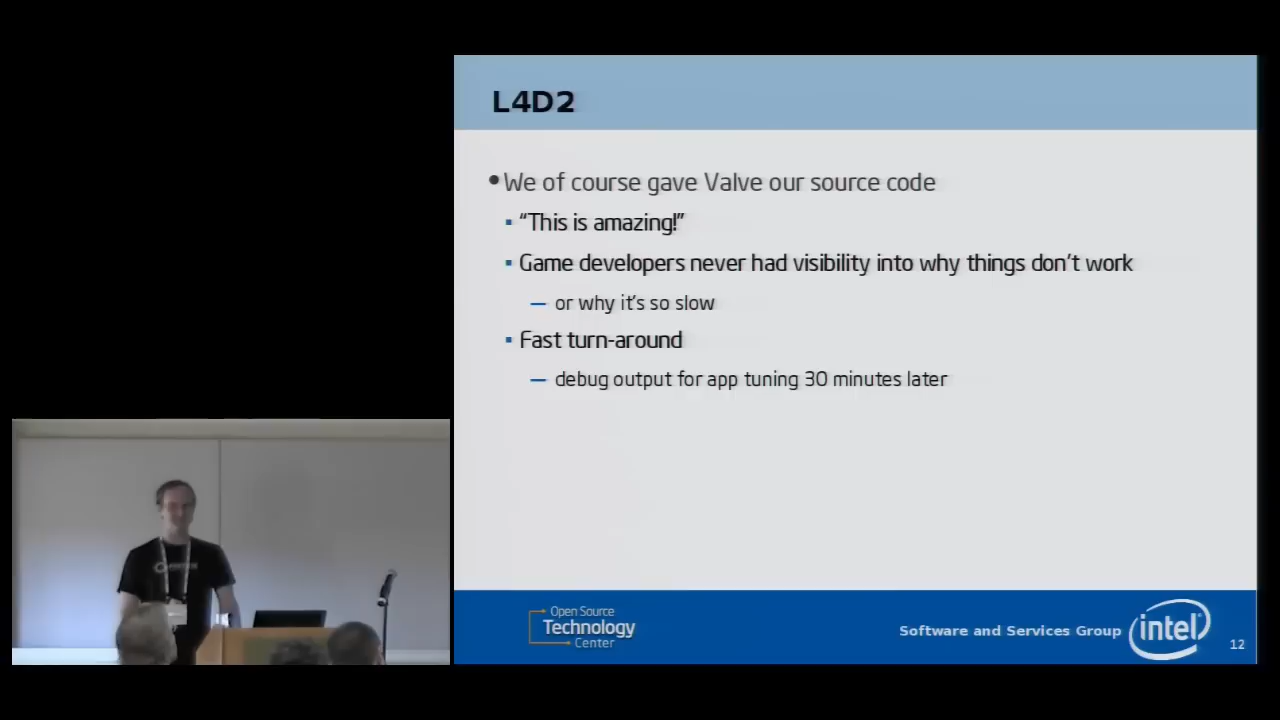 L4D2
•We of course gave Valve our source code
▪ “This is amazing!”
▪ Game developers never had visibility into why things don’t work
— or why it’s so slow
▪ Fast turn-around
— debug output for app tuning 30 minutes later
Open Source
Technology
Center
Software and Services Group
intel
12